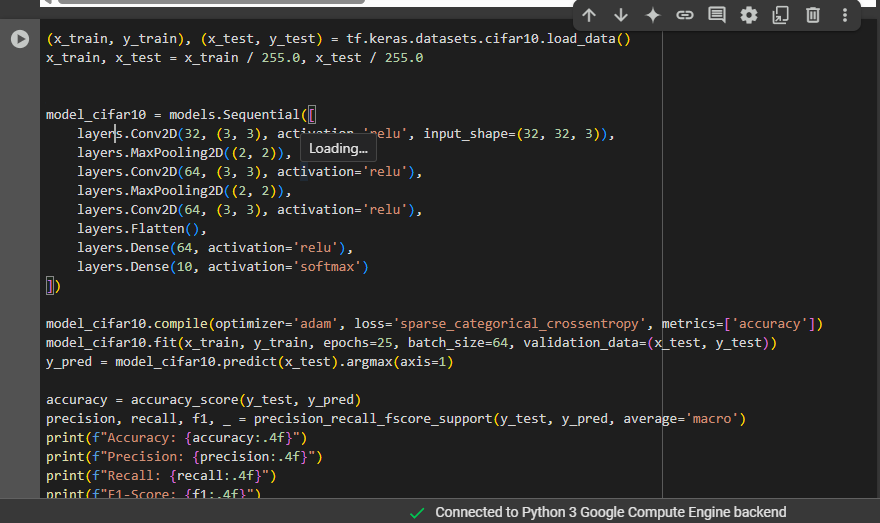 (x_train, y_train), (x_test, y_test) = tf.keras.datasets.cifar10.load_data()
x_train, x_test = x_train / 255.0, x_test / 255.0
model_cifar10 = models.Sequential([
    layers.Conv2D(32, (3, 3), activation='relu', input_shape=(32, 32, 3)),
Loading...
    layers.MaxPooling2D((2, 2)),
    layers.Conv2D(64, (3, 3), activation='relu'),
    layers.MaxPooling2D((2, 2)),
    layers.Conv2D(64, (3, 3), activation='relu'),
    layers.Flatten(),
    layers.Dense(64, activation='relu'),
    layers.Dense(10, activation='softmax')
])
model_cifar10.compile(optimizer='adam', loss='sparse_categorical_crossentropy', metrics=['accuracy'])
model_cifar10.fit(x_train, y_train, epochs=25, batch_size=64, validation_data=(x_test, y_test))
y_pred = model_cifar10.predict(x_test).argmax(axis=1)
accuracy = accuracy_score(y_test, y_pred)
precision, recall, f1, _ = precision_recall_fscore_support(y_test, y_pred, average='macro')
print(f"Accuracy: {accuracy:.4f}")
print(f"Precision: {precision:.4f}")
print(f"Recall: {recall:.4f}")
print(f"F1-Score: {f1:.4f}")
Connected to Python 3 Google Compute Engine backend